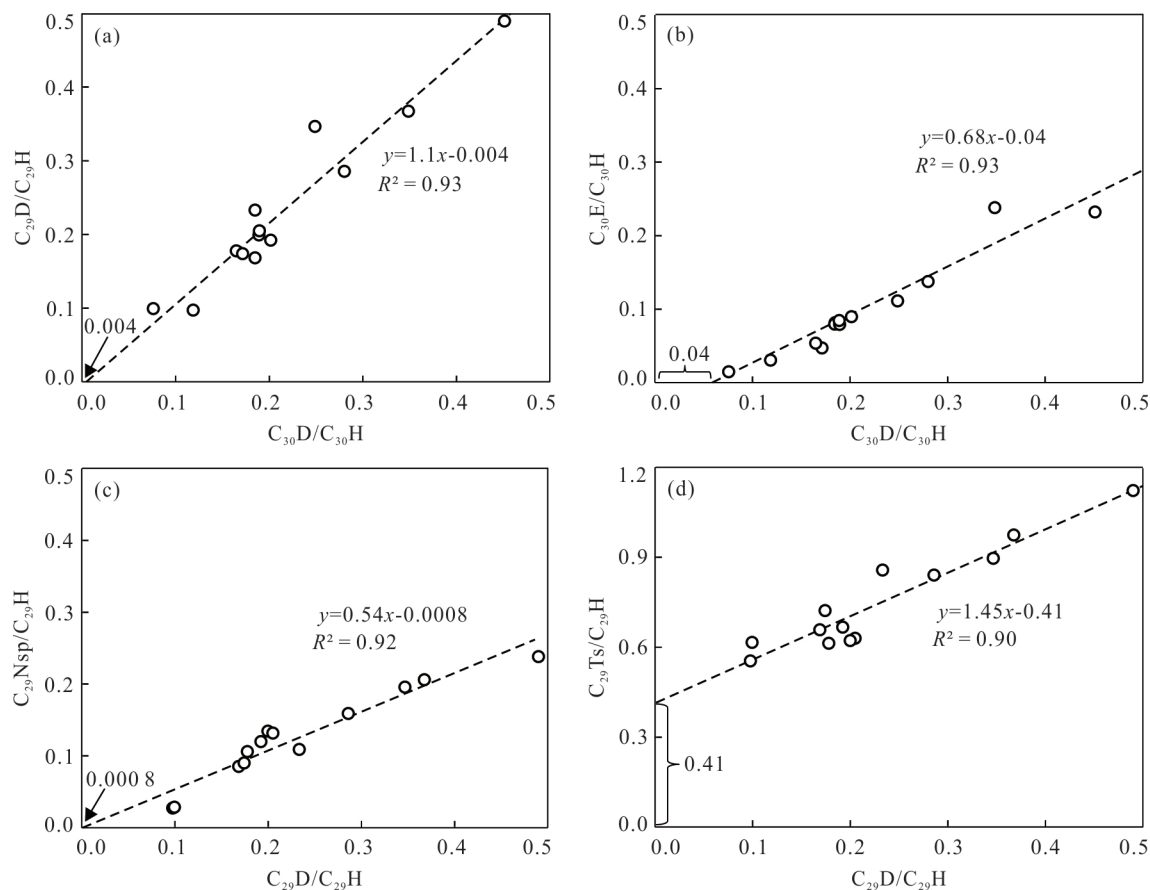 (a)
0.5
0.4
0.3
0.2
0.1
0.0
C₂₉D/C₂₉H
y=1.1x-0.004
R² = 0.93
0.004
0.0 0.1 0.2 0.3 0.4 0.5
C₃₀D/C₃₀H
(b)
0.5
0.4
0.3
0.2
0.1
0.0
C₃₀E/C₃₀H
y=0.68x-0.04
R² = 0.93
0.04
0.0 0.1 0.2 0.3 0.4 0.5
C₃₀D/C₃₀H
(c)
0.5
0.4
0.3
0.2
0.1
0.0
C₂₉Nsp/C₂₉H
y=0.54x-0.0008
R² = 0.92
0.000 8
0.0 0.1 0.2 0.3 0.4 0.5
C₂₉D/C₂₉H
(d)
1.2
0.9
0.6
0.3
0.0
C₂₉Ts/C₂₉H
y=1.45x-0.41
R² = 0.90
0.41
0.0 0.1 0.2 0.3 0.4 0.5
C₂₉D/C₂₉H